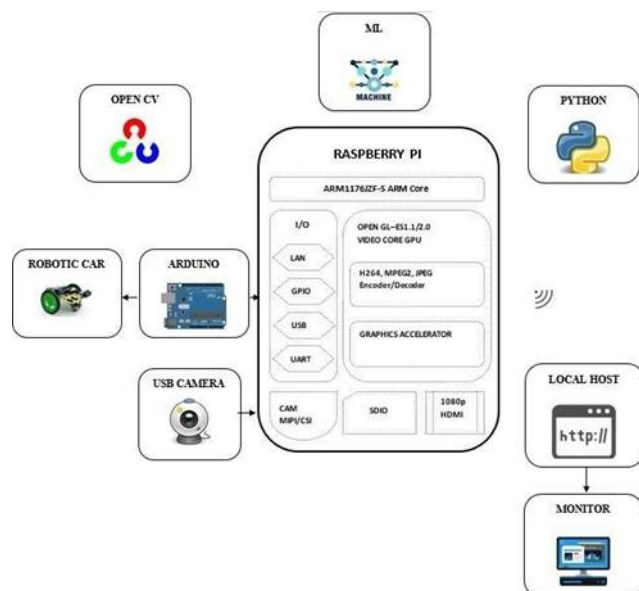 ML
MACHINE
OPEN CV
PYTHON
RASPBERRY PI
ARM1176JZF-S ARM Core
I/O
LAN
GPIO
USB
UART
OPEN GL-ES1.1/2.0
VIDEO CORE GPU
H264, MPEG2, JPEG
Encoder/Decoder
GRAPHICS ACCELERATOR
CAM
MIPI/CSI
SDIO
1080p
HDMI
ROBOTIC CAR
ARDUINO
USB CAMERA
LOCAL HOST
http://
MONITOR